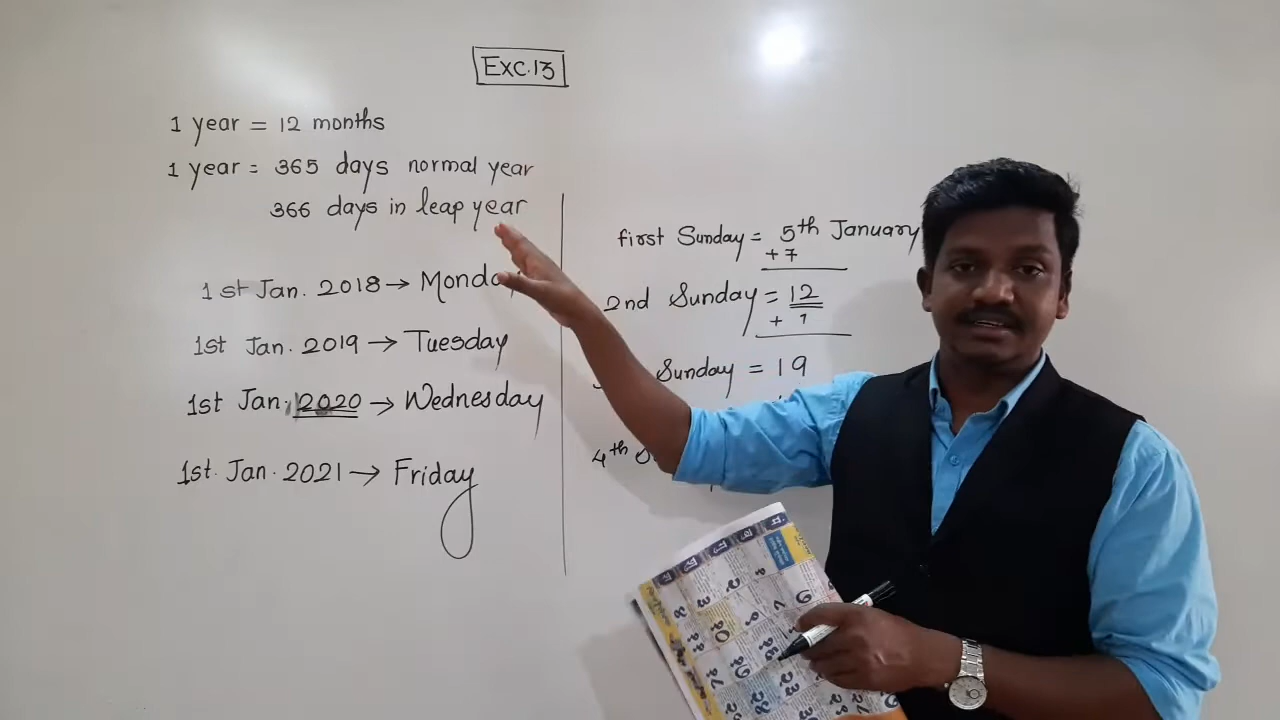 Exc.13
1 year = 12 months
1 year = 365 days normal year
366 days in leap year
1st Jan. 2018 → Monday
1st Jan. 2019 → Tuesday
1st Jan. 2020 → Wednesday
1st. Jan. 2021 → Friday
first Sunday = 5th January
+7
2nd Sunday = 12
+ 7
Sunday = 19
4th